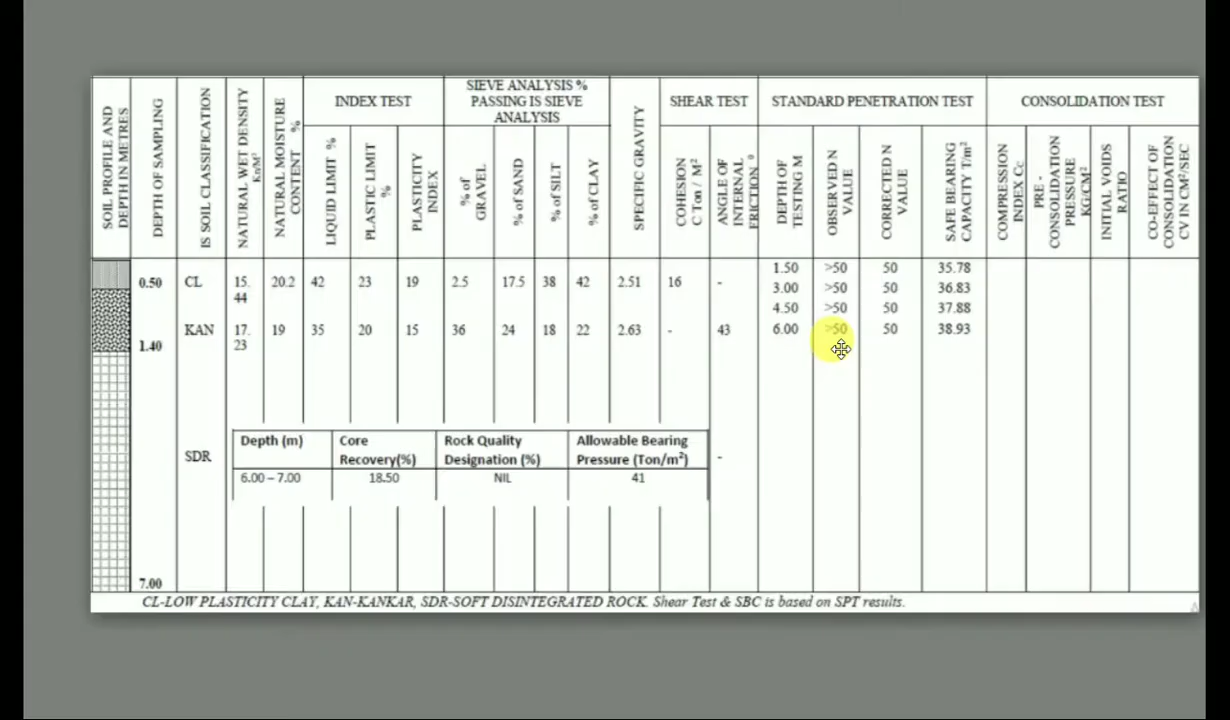 SOIL PROFILE AND DEPTH IN METRES
DEPTH OF SAMPLING
IS SOIL CLASSIFICATION
NATURAL WET DENSITY Kn/M³
NATURAL MOISTURE CONTENT %
INDEX TEST
LIQUID LIMIT %
PLASTIC LIMIT %
PLASTICITY INDEX
SIEVE ANALYSIS %
PASSING IS SIEVE
ANALYSIS
% of GRAVEL
% of SAND
% of SILT
% of CLAY
SPECIFIC GRAVITY
SHEAR TEST
COHESION C Ton / M²
ANGLE OF INTERNAL FRICTION °
STANDARD PENETRATION TEST
DEPTH OF TESTING M
OBSERVED N VALUE
CORRECTED N VALUE
SAFE BEARING CAPACITY T/m²
CONSOLIDATION TEST
COMPRESSION INDEX Cc
PRE - CONSOLIDATION PRESSURE KG/CM²
INITIAL VOIDS RATIO
CO-EFECT OF CONSOLIDATION CV IN CM²/SEC
0.50 CL 15.44 20.2 42 23 19 2.5 17.5 38 42 2.51 16 -
1.50 >50 50 35.78
3.00 >50 50 36.83
4.50 >50 50 37.88
1.40 KAN 17.23 19 35 20 15 36 24 18 22 2.63 - 43
6.00 >50 50 38.93
SDR -
Depth (m) Core Recovery(%) Rock Quality Designation (%) Allowable Bearing Pressure (Ton/m²)
6.00 – 7.00 18.50 NIL 41
7.00
CL-LOW PLASTICITY CLAY, KAN-KANKAR, SDR-SOFT DISINTEGRATED ROCK. Shear Test & SBC is based on SPT results.